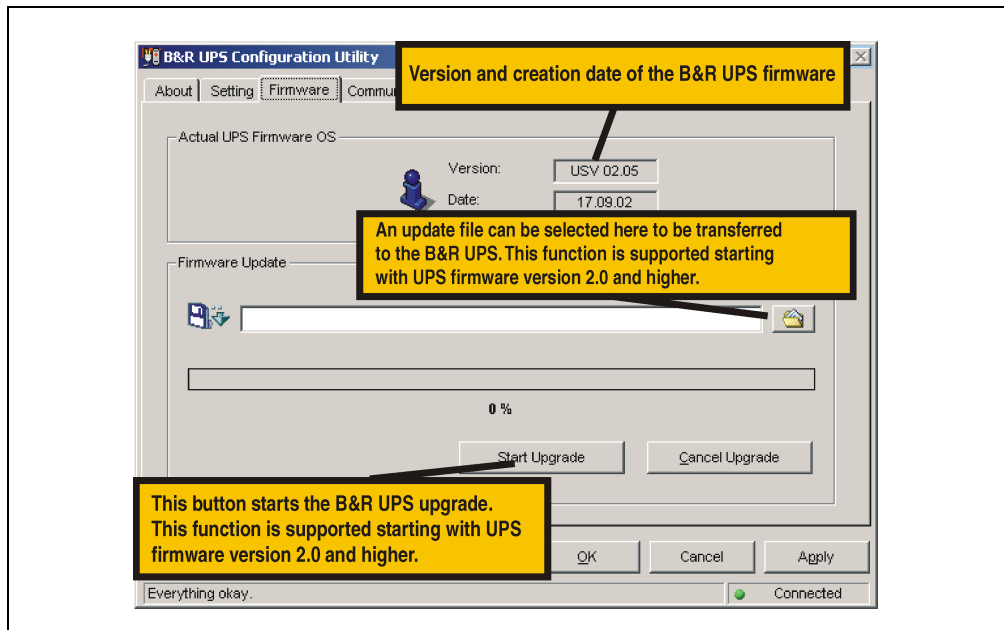 B&R UPS Configuration Utility
Version and creation date of the B&R UPS firmware
About Setting Firmware Commu
Actual UPS Firmware OS
Version: USV 02.05
Date: 17.09.02
An update file can be selected here to be transferred
to the B&R UPS. This function is supported starting
with UPS firmware version 2.0 and higher.
Firmware Update
0 %
Start Upgrade Cancel Upgrade
This button starts the B&R UPS upgrade.
This function is supported starting with UPS
firmware version 2.0 and higher.
OK Cancel Apply
Everything okay. Connected